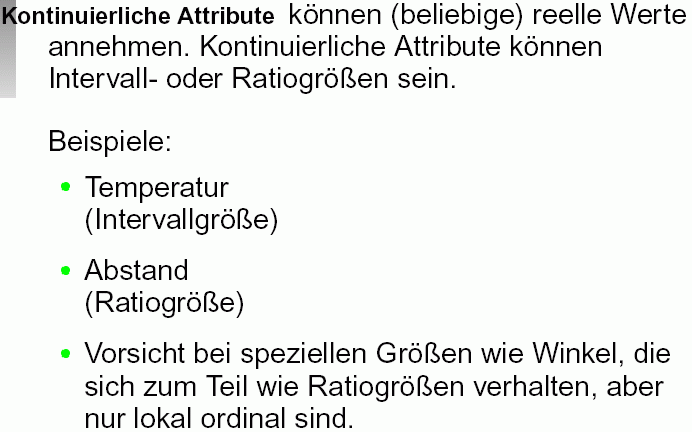 Kontinuierliche Attribute können (beliebige) reelle Werte
annehmen. Kontinuierliche Attribute können
Intervall- oder Ratiogrößen sein.
Beispiele:
• Temperatur
(Intervallgröße)
• Abstand
(Ratiogröße)
• Vorsicht bei speziellen Größen wie Winkel, die
sich zum Teil wie Ratiogrößen verhalten, aber
nur lokal ordinal sind.